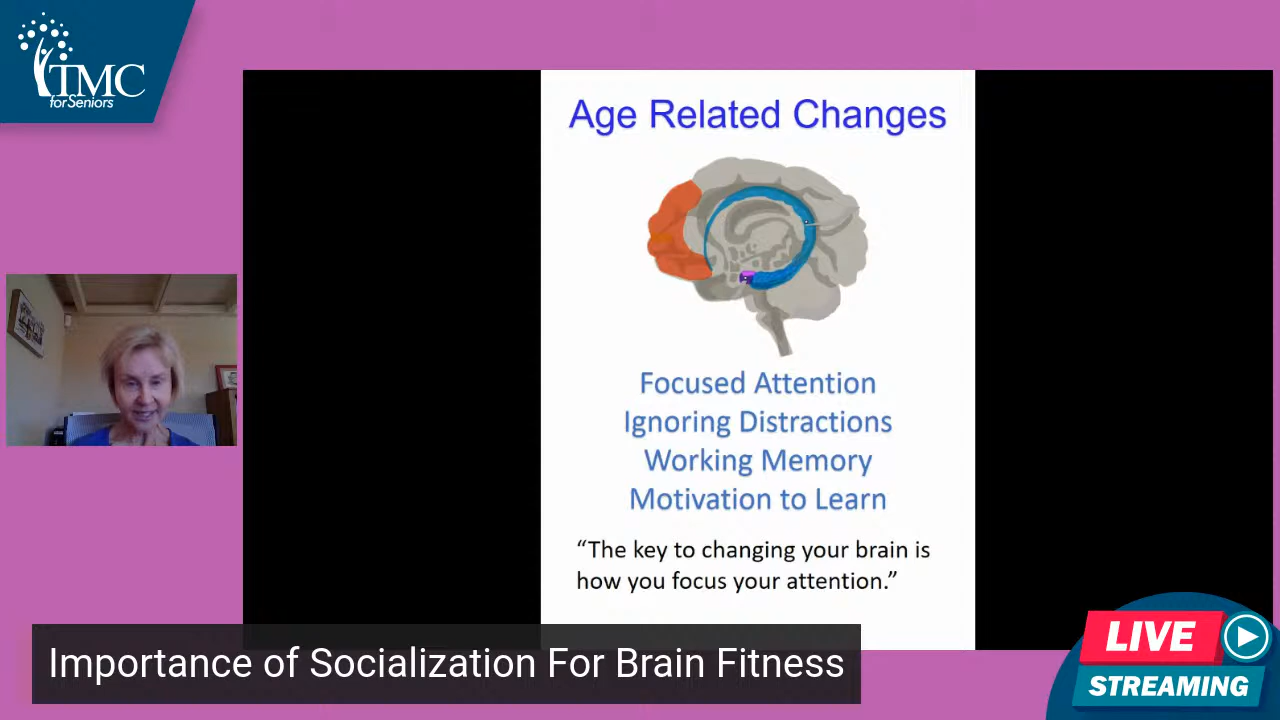 TMC
for Seniors
Age Related Changes
Focused Attention
Ignoring Distractions
Working Memory
Motivation to Learn
“The key to changing your brain is
how you focus your attention.”
Importance of Socialization For Brain Fitness
LIVE
STREAMING